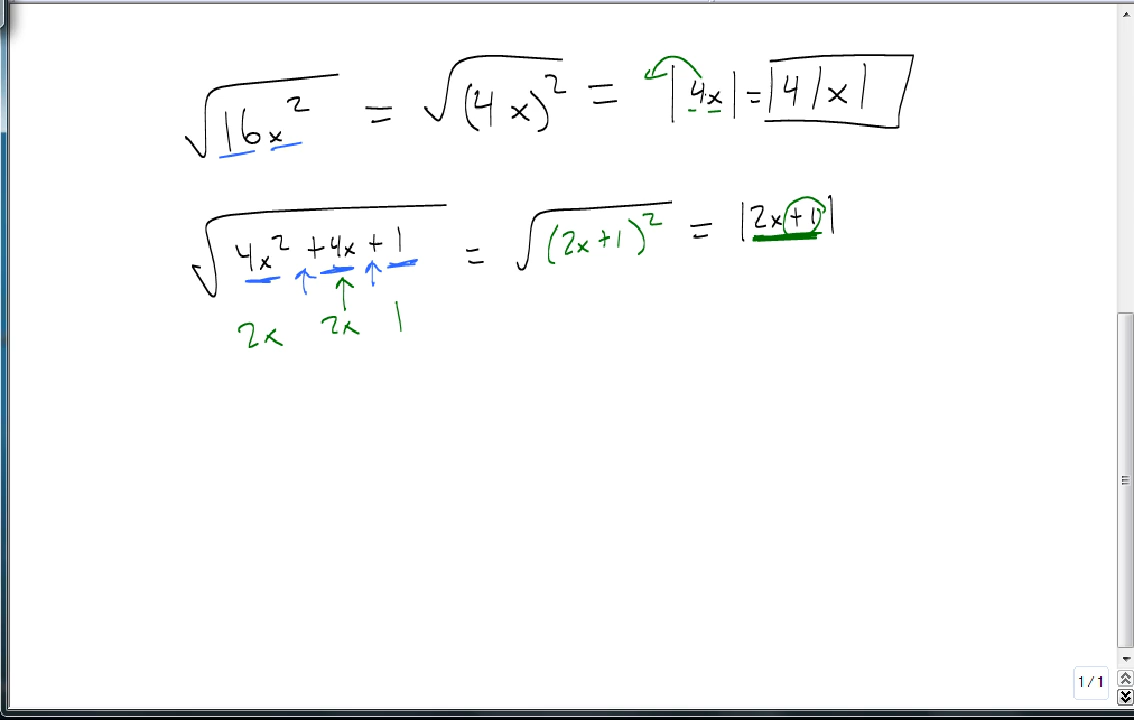 √(16x²) = √((4x)²) = |4x| = |4|x|
√(4x² + 4x + 1) = √((2x+1)²) = |2x+1|
2x 2x 1
1/1